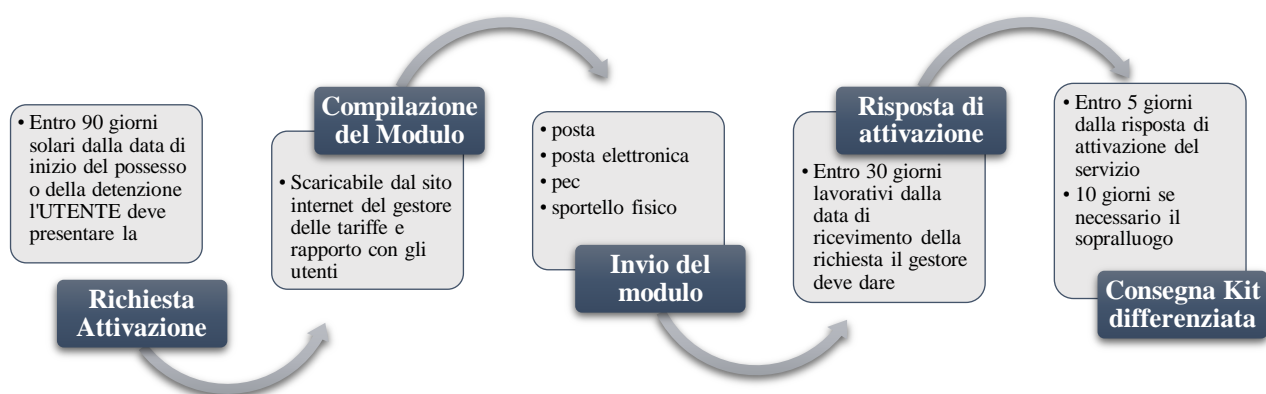 • Entro 90 giorni
solari dalla data di
inizio del possesso
o della detenzione
l'UTENTE deve
presentare la
Richiesta
Attivazione
Compilazione
del Modulo
• Scaricabile dal sito
internet del gestore
delle tariffe e
rapporto con gli
utenti
• posta
• posta elettronica
• pec
• sportello fisico
Invio del
modulo
Risposta di
attivazione
• Entro 30 giorni
lavorativi dalla
data di
ricevimento della
richiesta il gestore
deve dare
• Entro 5 giorni
dalla risposta di
attivazione del
servizio
• 10 giorni se
necessario il
sopralluogo
Consegna Kit
differenziata